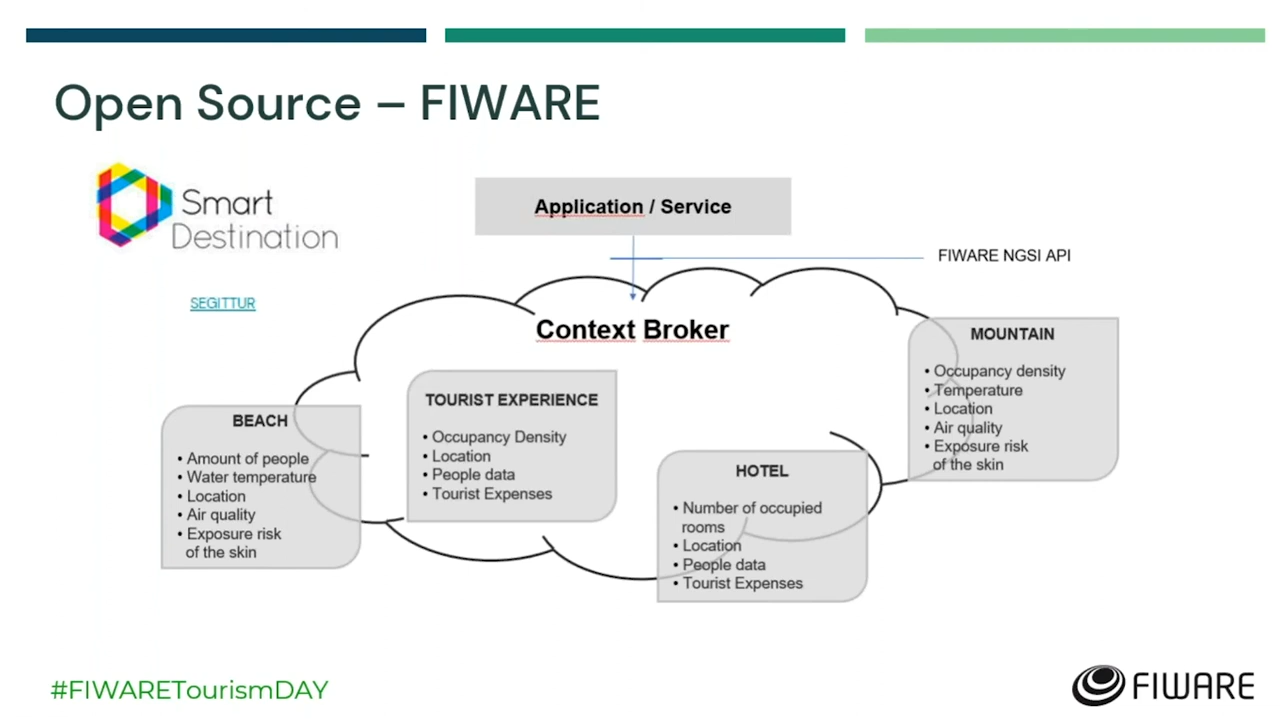 Open Source – FIWARE
Smart
Destination
SEGITTUR
Application / Service
FIWARE NGSI API
Context Broker
BEACH
• Amount of people
• Water temperature
• Location
• Air quality
• Exposure risk
of the skin
TOURIST EXPERIENCE
• Occupancy Density
• Location
• People data
• Tourist Expenses
HOTEL
• Number of occupied
rooms
• Location
• People data
• Tourist Expenses
MOUNTAIN
• Occupancy density
• Temperature
• Location
• Air quality
• Exposure risk
of the skin
#FIWARETourismDAY
FIWARE